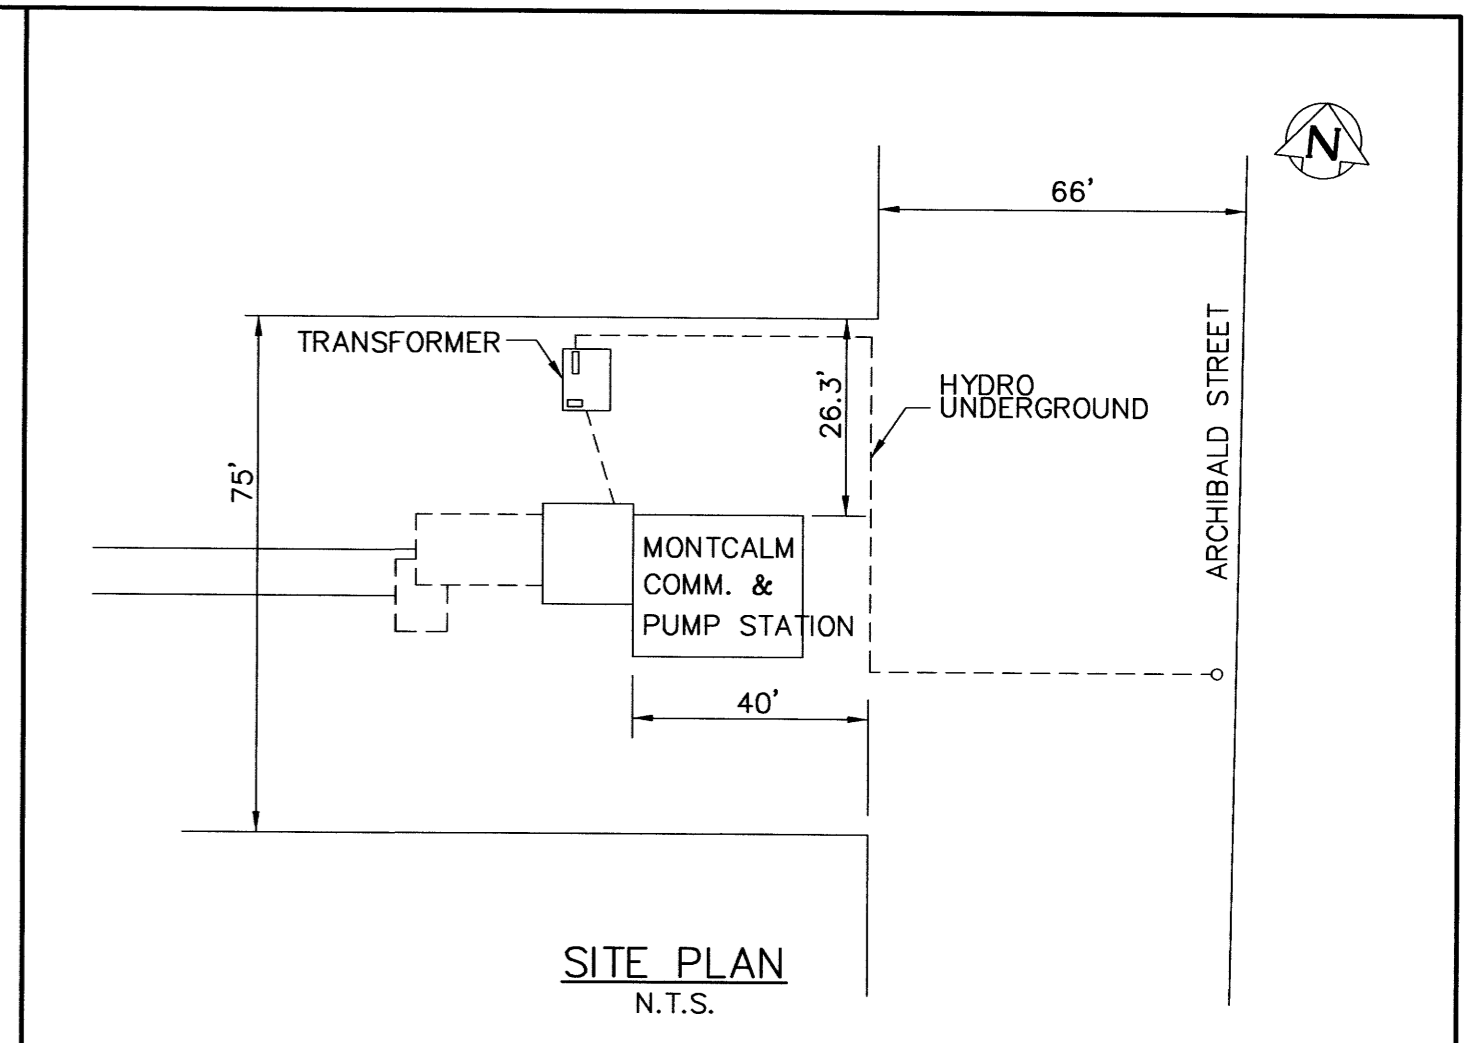 N
66'
TRANSFORMER
26.3'
HYDRO
UNDERGROUND
ARCHIBALD STREET
75'
MONTCALM
COMM. &
PUMP STATION
40'
SITE PLAN
N.T.S.